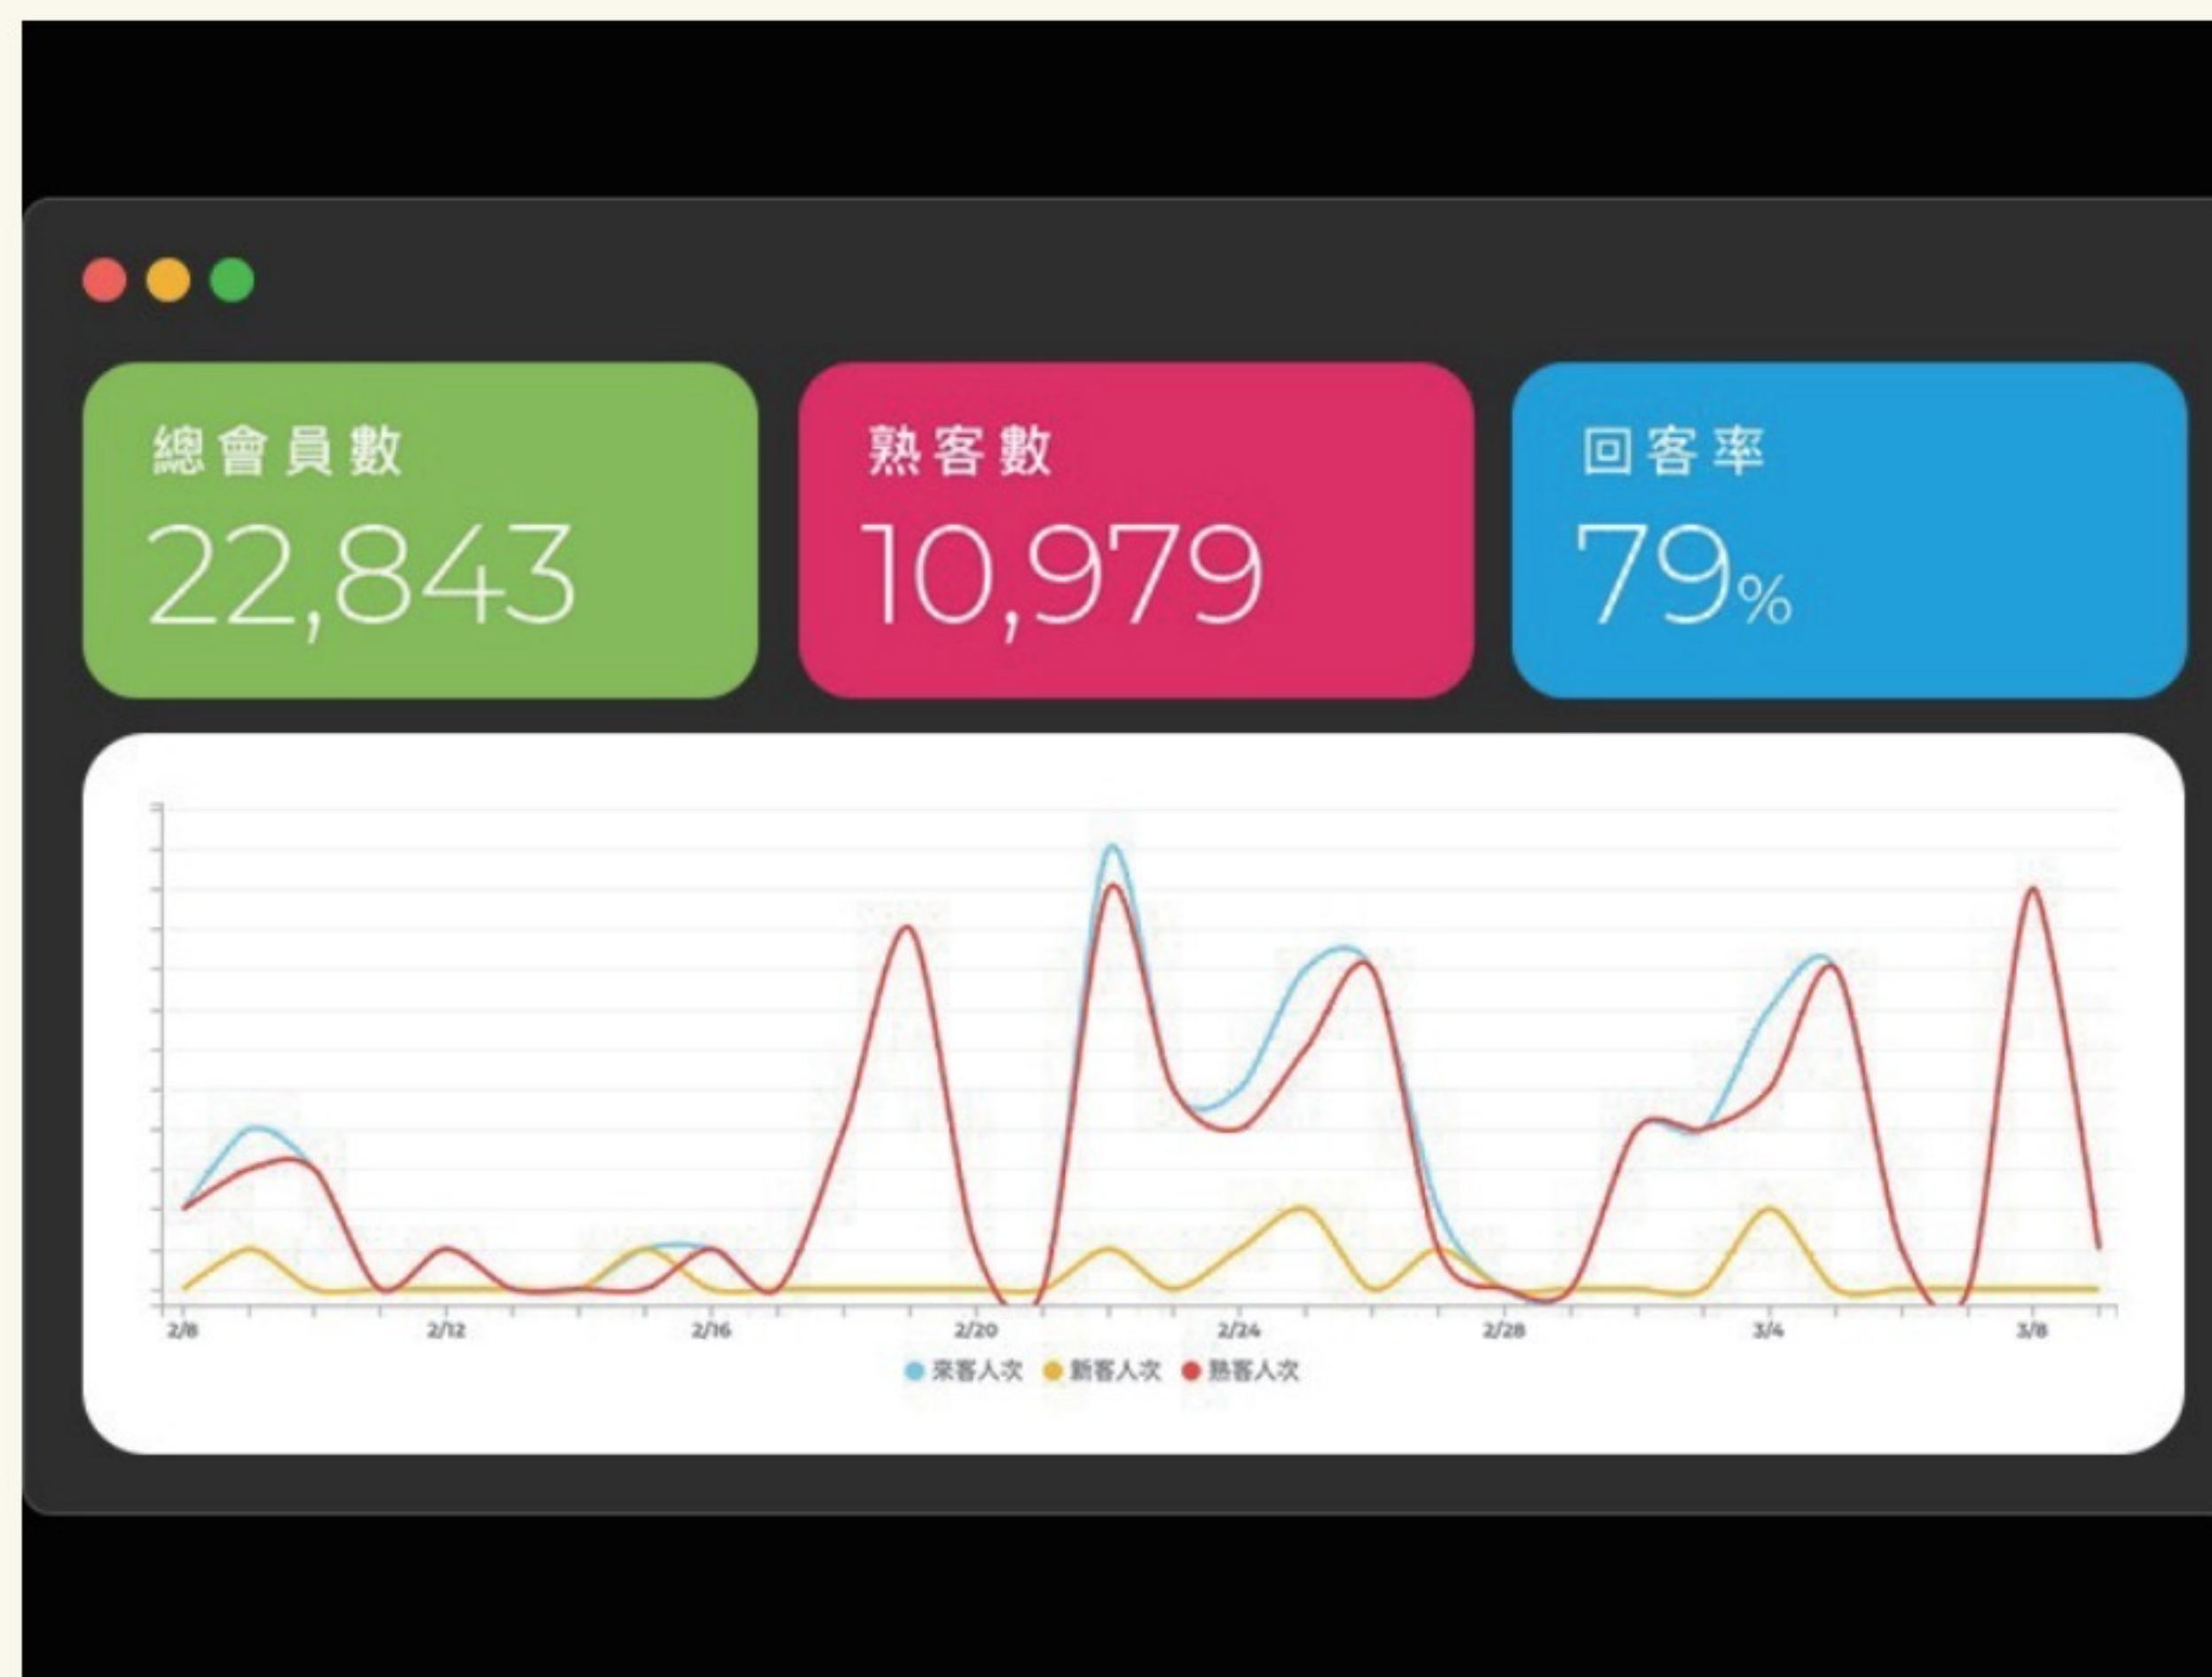 總會員數
22,843
熟客數
10,979
回客率
79%
2/8 2/12 2/16 2/20 2/24 2/28 3/4 3/8
來客人次 新客人次 熟客人次